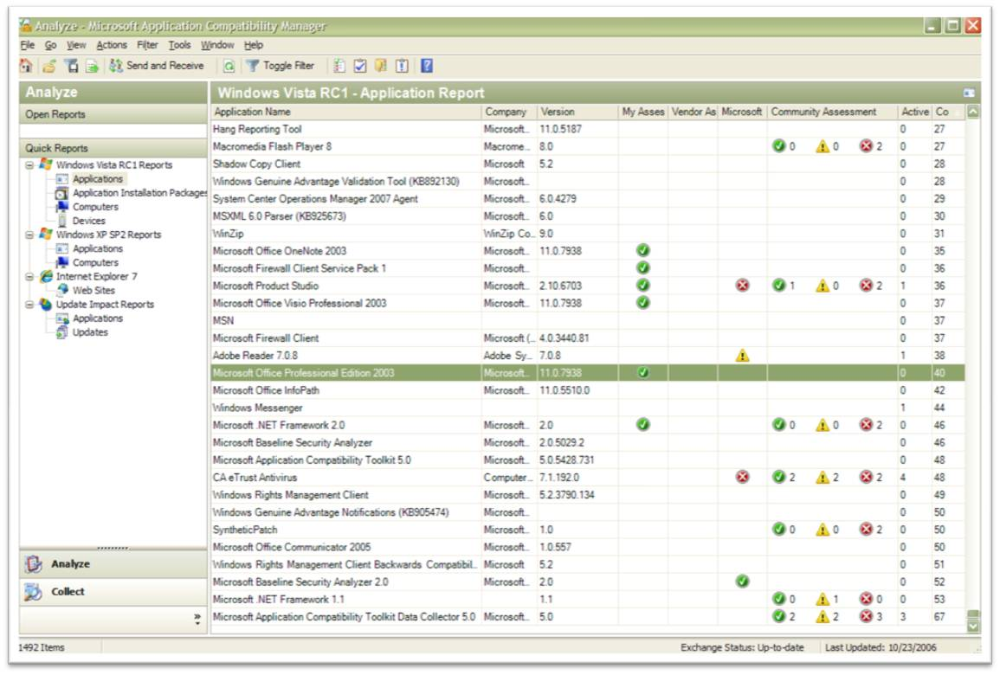 Analyze - Microsoft Application Compatibility Manager
File Go View Actions Filter Tools Window Help
Send and Receive Toggle Filter
Analyze
Open Reports
Quick Reports
Windows Vista RC1 Reports
Applications
Application Installation Packages
Computers
Devices
Windows XP SP2 Reports
Applications
Computers
Internet Explorer 7
Web Sites
Update Impact Reports
Applications
Updates
Analyze
Collect
Windows Vista RC1 - Application Report
Application Name Company Version My Asses Vendor As Microsoft Community Assessment Active Co
Hang Reporting Tool Microsoft... 11.0.5187 0 27
Macromedia Flash Player 8 Macrome... 8.0 0 0 2 0 27
Shadow Copy Client Microsoft 5.2 0 28
Windows Genuine Advantage Validation Tool (KB892130) Microsoft... 0 28
System Center Operations Manager 2007 Agent Microsoft... 6.0.4279 0 29
MSXML 6.0 Parser (KB925673) Microsoft... 6.0 0 30
WinZip WinZip Co... 9.0 0 31
Microsoft Office OneNote 2003 Microsoft... 11.0.7938 0 35
Microsoft Firewall Client Service Pack 1 Microsoft... 0 36
Microsoft Product Studio Microsoft... 2.10.6703 1 0 2 1 36
Microsoft Office Visio Professional 2003 Microsoft... 11.0.7938 0 37
MSN 0 37
Microsoft Firewall Client Microsoft (... 4.0.3440.81 0 37
Adobe Reader 7.0.8 Adobe Sy... 7.0.8 1 38
Microsoft Office Professional Edition 2003 Microsoft... 11.0.7938 0 40
Microsoft Office InfoPath Microsoft... 11.0.5510.0 0 42
Windows Messenger 1 44
Microsoft .NET Framework 2.0 Microsoft... 2.0 0 0 2 0 46
Microsoft Baseline Security Analyzer Microsoft... 2.0.5029.2 0 46
Microsoft Application Compatibility Toolkit 5.0 Microsoft... 5.0.5428.731 0 48
CA eTrust Antivirus Computer... 7.1.192.0 2 2 2 4 48
Windows Rights Management Client Microsoft... 5.2.3790.134 0 49
Windows Genuine Advantage Notifications (KB905474) Microsoft... 0 50
SyntheticPatch Microsoft... 1.0 0 0 2 0 50
Microsoft Office Communicator 2005 Microsoft... 1.0.557 0 50
Windows Rights Management Client Backwards Compatibil... Microsoft 5.2 0 51
Microsoft Baseline Security Analyzer 2.0 Microsoft... 2.0 0 52
Microsoft .NET Framework 1.1 1.1 0 1 0 0 53
Microsoft Application Compatibility Toolkit Data Collector 5.0 Microsoft... 5.0 2 2 3 3 67
1492 Items Exchange Status: Up-to-date Last Updated: 10/23/2006